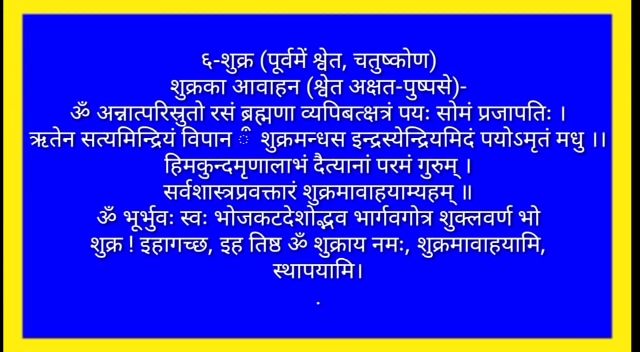 ६-शुक्र (पूर्वमें श्वेत, चतुष्कोण)
शुक्रका आवाहन (श्वेत अक्षत-पुष्पसे)-
ॐ अन्नात्परिस्रुतो रसं ब्रह्मणा व्यपिबत्क्षत्रं पयः सोमं प्रजापतिः ।
ऋतेन सत्यमिन्द्रियं विपान ँ् शुक्रमन्धस इन्द्रस्येन्द्रियमिदं पयोऽमृतं मधु ।।
हिमकुन्दमृणालाभं दैत्यानां परमं गुरुम् ।
सर्वशास्त्रप्रवक्तारं शुक्रमावाहयाम्यहम् ॥
ॐ भूर्भुवः स्वः भोजकटदेशोद्भव भार्गवगोत्र शुक्लवर्ण भो
शुक्र ! इहागच्छ, इह तिष्ठ ॐ शुक्राय नमः, शुक्रमावाहयामि,
स्थापयामि।
.